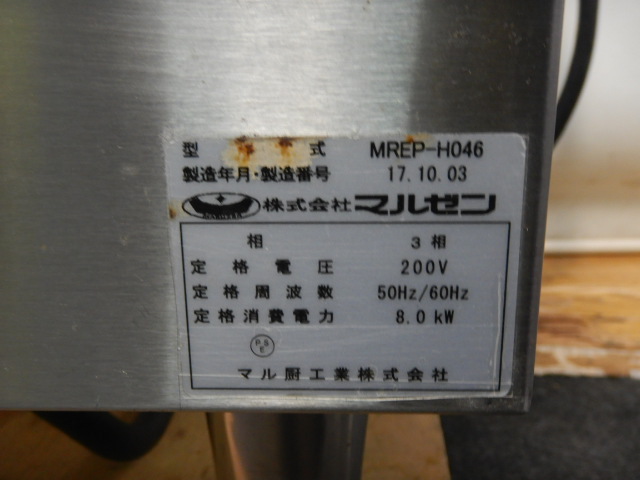 型 式 MREP-H046
製造年月・製造番号 17.10.03
株式会社マルゼン
相 3相
定格電圧 200V
定格周波数 50Hz/60Hz
定格消費電力 8.0kW
PSE
マル厨工業株式会社